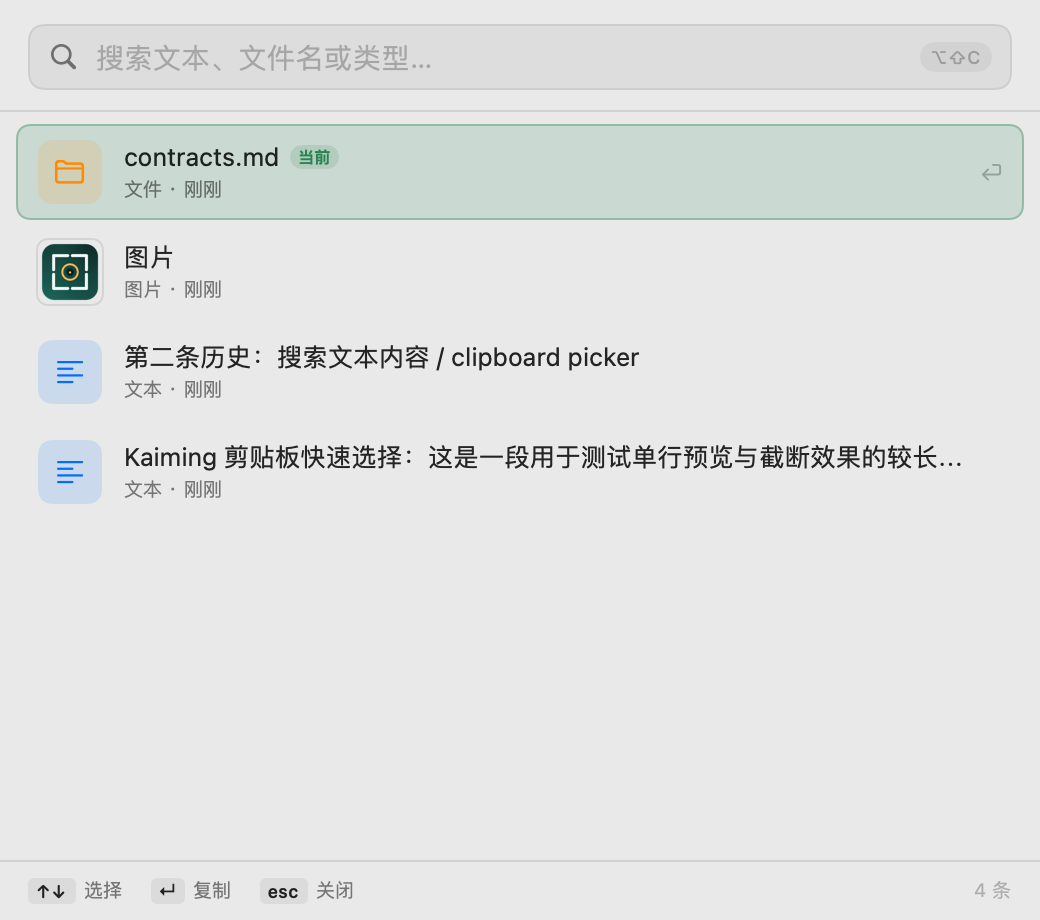 搜索文本、文件名或类型... ⌥⇧C
contracts.md 当前
文件 · 刚刚
图片
图片 · 刚刚
第二条历史：搜索文本内容 / clipboard picker
文本 · 刚刚
Kaiming 剪贴板快速选择：这是一段用于测试单行预览与截断效果的较长…
文本 · 刚刚
↑↓ 选择 ↵ 复制 esc 关闭 4 条